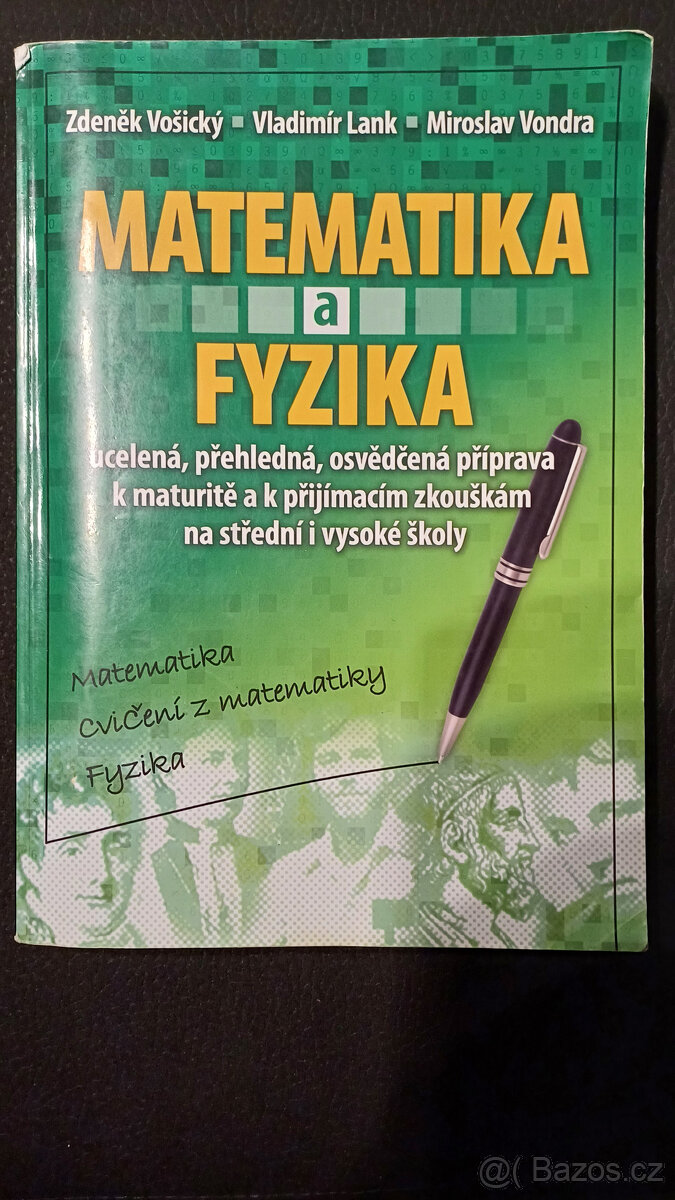 Zdeněk Vošický ▪ Vladimír Lank ▪ Miroslav Vondra
MATEMATIKA
a
FYZIKA
ucelená, přehledná, osvědčená příprava
k maturitě a k přijímacím zkouškám
na střední i vysoké školy
Matematika
Cvičení z matematiky
Fyzika
@( Bazos.cz